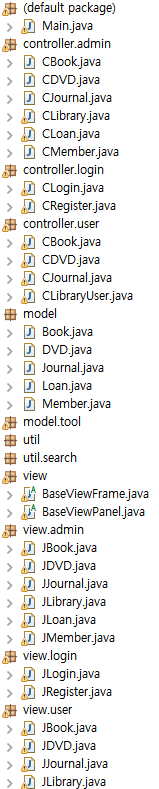 (default package)
Main.java
controller.admin
CBook.java
CDVD.java
CJournal.java
CLibrary.java
CLoan.java
CMember.java
controller.login
CLogin.java
CRegister.java
controller.user
CBook.java
CDVD.java
CJournal.java
CLibraryUser.java
model
Book.java
DVD.java
Journal.java
Loan.java
Member.java
model.tool
util
util.search
view
BaseViewFrame.java
BaseViewPanel.java
view.admin
JBook.java
JDVD.java
JJournal.java
JLibrary.java
JLoan.java
JMember.java
view.login
JLogin.java
JRegister.java
view.user
JBook.java
JDVD.java
JJournal.java
JLibrary.java